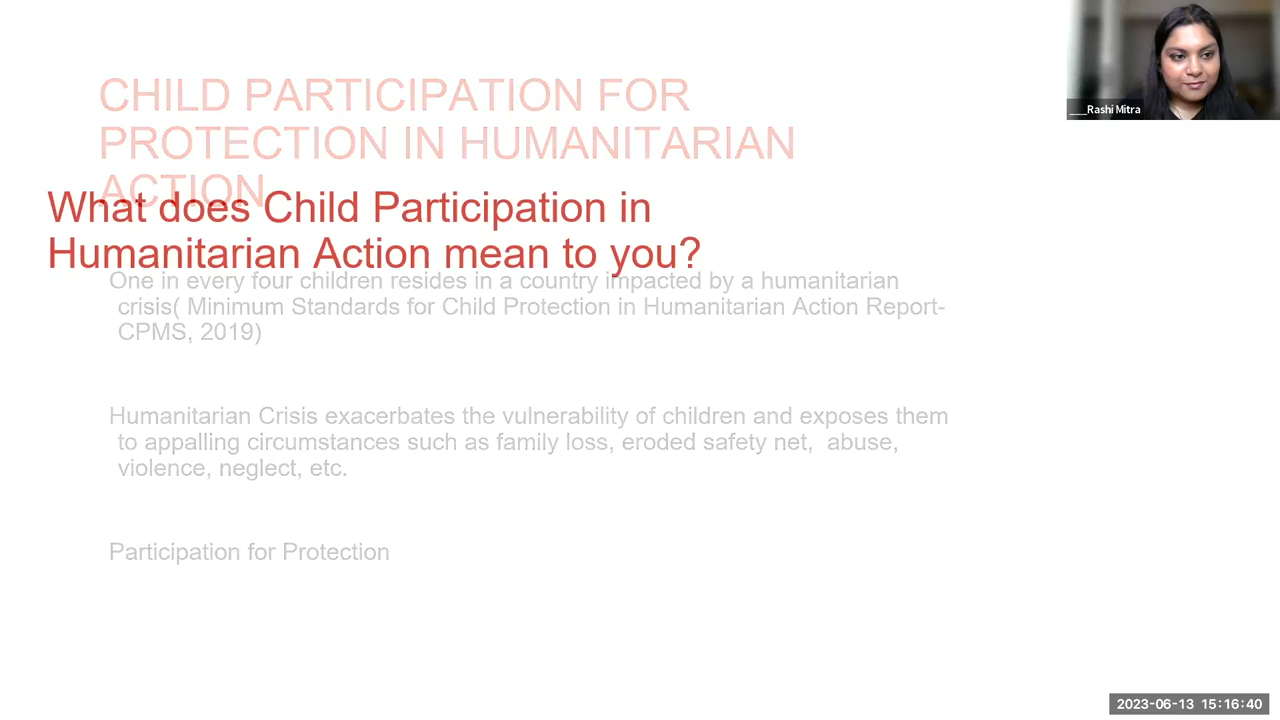 CHILD PARTICIPATION FOR
PROTECTION IN HUMANITARIAN
ACTION
What does Child Participation in
Humanitarian Action mean to you?
One in every four children resides in a country impacted by a humanitarian
crisis( Minimum Standards for Child Protection in Humanitarian Action Report-
CPMS, 2019)
Humanitarian Crisis exacerbates the vulnerability of children and exposes them
to appalling circumstances such as family loss, eroded safety net,  abuse,
violence, neglect, etc.
Participation for Protection
___Rashi Mitra
2023-06-13 15:16:40